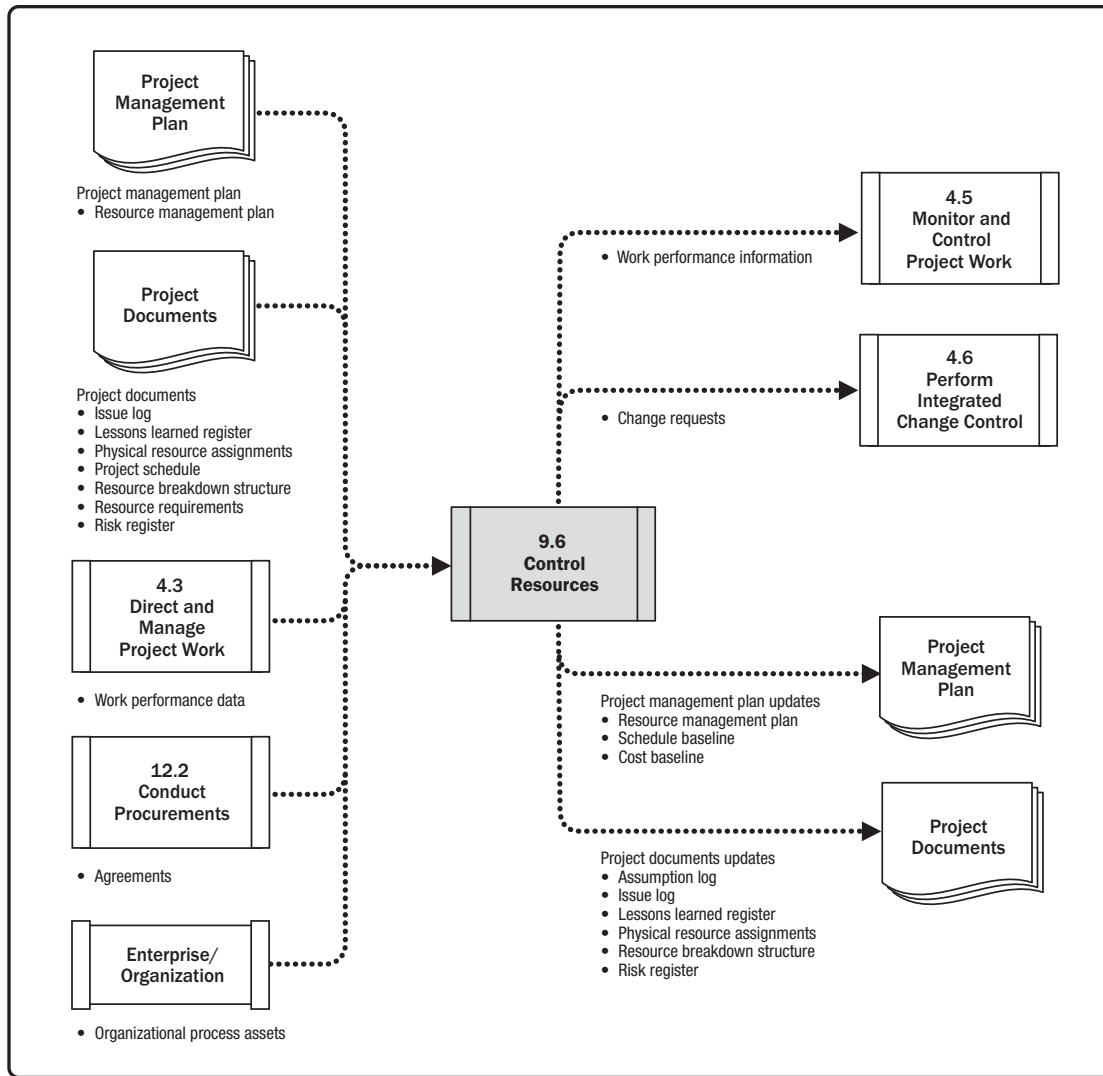 Project
Management
Plan
Project management plan
• Resource management plan
Project
Documents
Project documents
• Issue log
• Lessons learned register
• Physical resource assignments
• Project schedule
• Resource breakdown structure
• Resource requirements
• Risk register
4.3
Direct and
Manage
Project Work
• Work performance data
12.2
Conduct
Procurements
• Agreements
Enterprise/
Organization
• Organizational process assets
9.6
Control
Resources
• Work performance information
4.5
Monitor and
Control
Project Work
• Change requests
4.6
Perform
Integrated
Change Control
Project management plan updates
• Resource management plan
• Schedule baseline
• Cost baseline
Project
Management
Plan
Project documents updates
• Assumption log
• Issue log
• Lessons learned register
• Physical resource assignments
• Resource breakdown structure
• Risk register
Project
Documents